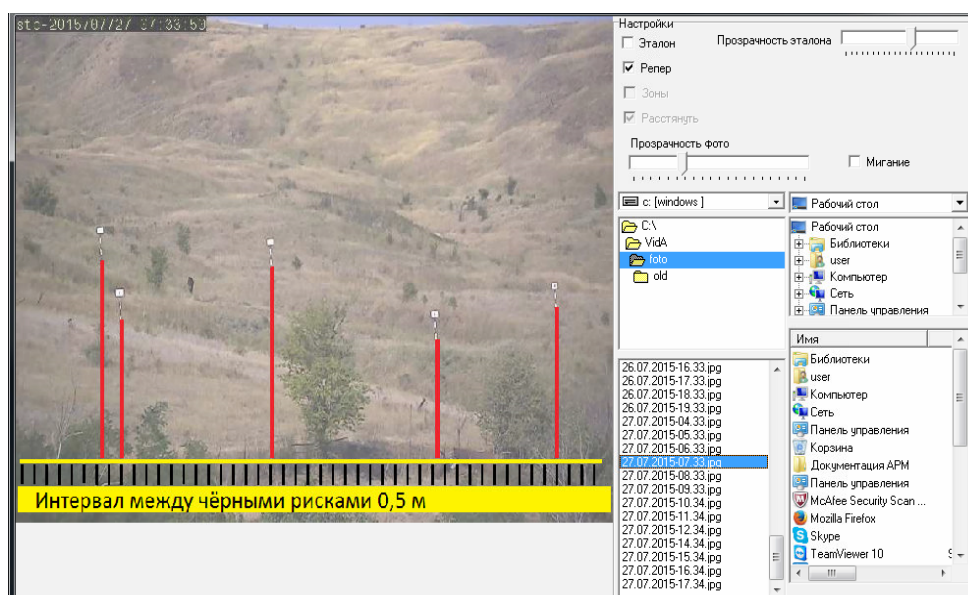 stc-2015/07/27 07:33:53
Интервал между чёрными рисками 0,5 м
Настройки
Эталон
Прозрачность эталона
Репер
Зоны
Расстянуть
Прозрачность фото
Мигание
c: [windows ]
C:\
VidA
foto
old
26.07.2015-16.33.jpg
26.07.2015-17.33.jpg
26.07.2015-18.33.jpg
26.07.2015-19.33.jpg
27.07.2015-04.33.jpg
27.07.2015-05.33.jpg
27.07.2015-06.33.jpg
27.07.2015-07.33.jpg
27.07.2015-08.33.jpg
27.07.2015-09.33.jpg
27.07.2015-10.34.jpg
27.07.2015-11.34.jpg
27.07.2015-12.34.jpg
27.07.2015-14.34.jpg
27.07.2015-15.34.jpg
27.07.2015-16.34.jpg
27.07.2015-17.34.jpg
Рабочий стол
Рабочий стол
Библиотеки
user
Компьютер
Сеть
Панель управления
Имя
Библиотеки
user
Компьютер
Сеть
Панель управления
Корзина
Документация АРМ
Панель управления
McAfee Security Scan ...
Mozilla Firefox
Skype
TeamViewer 10